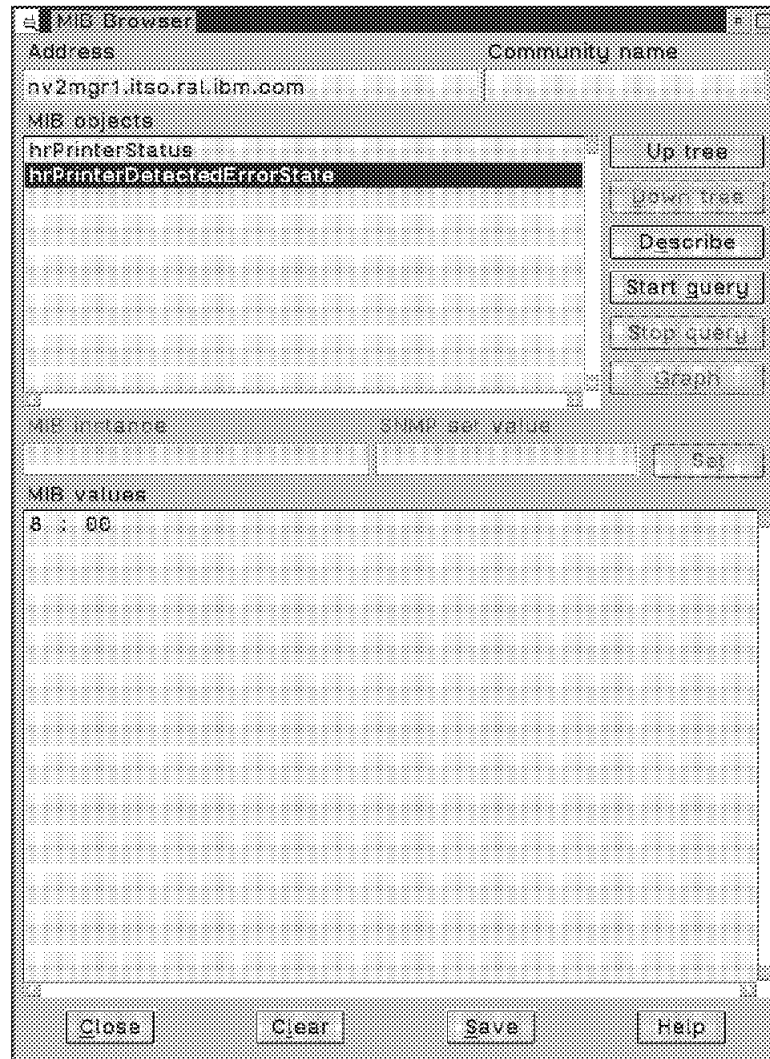 MIB Browser
Address Community name
nv2mgr1.itso.ral.ibm.com
MIB objects
hrPrinterStatus
hrPrinterDetectedErrorState
Up tree
Down tree
Describe
Start query
Stop query
Graph
MIB instance SNMP set value
Set
MIB values
8 : 00
Close Clear Save Help